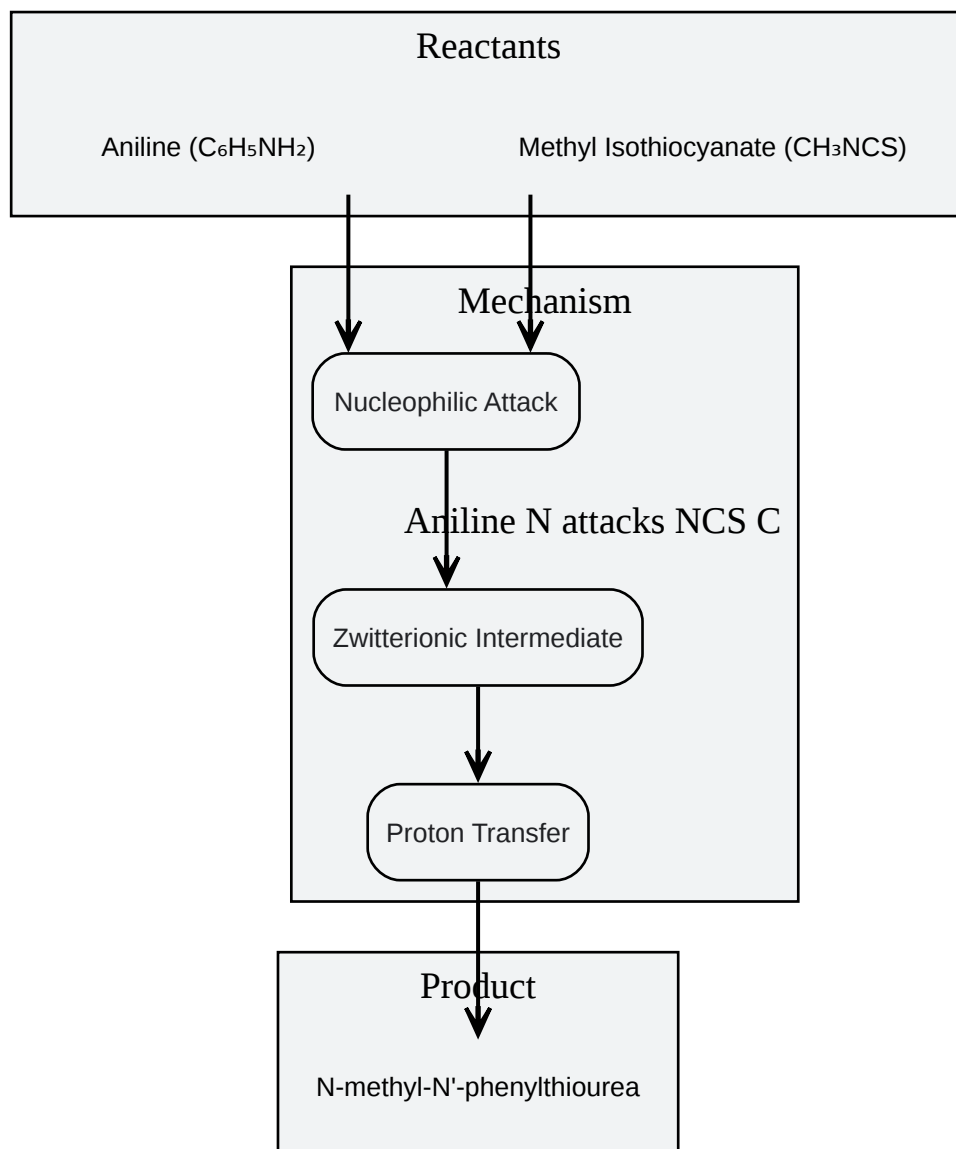 Reactants
Aniline (C₆H₅NH₂)
Methyl Isothiocyanate (CH₃NCS)
Mechanism
Nucleophilic Attack
Aniline N attacks NCS C
Zwitterionic Intermediate
Proton Transfer
Product
N-methyl-N'-phenylthiourea